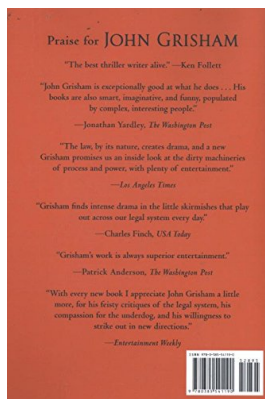 Praise for JOHN GRISHAM
"The best thriller writer alive." —Ken Follett
"John Grisham is exceptionally good at what he does . . . His
books are also smart, imaginative, and funny, populated
by complex, interesting people."
—Jonathan Yardley, The Washington Post
"The law, by its nature, creates drama, and a new
Grisham promises us an inside look at the dirty machineries
of process and power, with plenty of entertainment."
—Los Angeles Times
"Grisham finds intense drama in the little skirmishes that play
out across our legal system every day."
—Charles Finch, USA Today
"Grisham's work is always superior entertainment."
—Patrick Anderson, The Washington Post
"With every new book I appreciate John Grisham a little
more, for his feisty critiques of the legal system, his
compassion for the underdog, and his willingness to
strike out in new directions."
—Entertainment Weekly